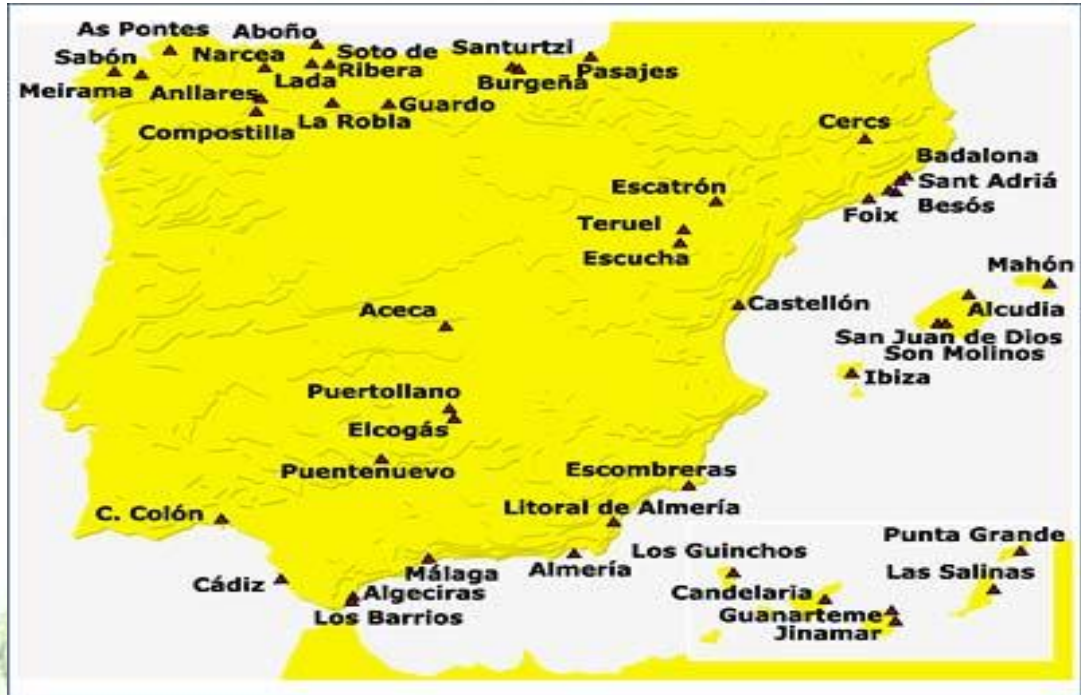 As Pontes
Aboño
Sabón
Narcea
Soto de
Ribera
Santurtzi
Pasajes
Meirama
Lada
Burgeña
Anllares
Guardo
La Robla
Compostilla
Cercs
Badalona
Sant Adriá
Besós
Foix
Escatrón
Teruel
Escucha
Mahón
Alcudia
Castellón
San Juan de Dios
Son Molinos
Ibiza
Aceca
Puertollano
Elcogás
Puentenuevo
Escombreras
Litoral de Almería
C. Colón
Cádiz
Málaga
Almería
Algeciras
Los Barrios
Los Guinchos
Punta Grande
Las Salinas
Candelaria
Guanarteme
Jinamar